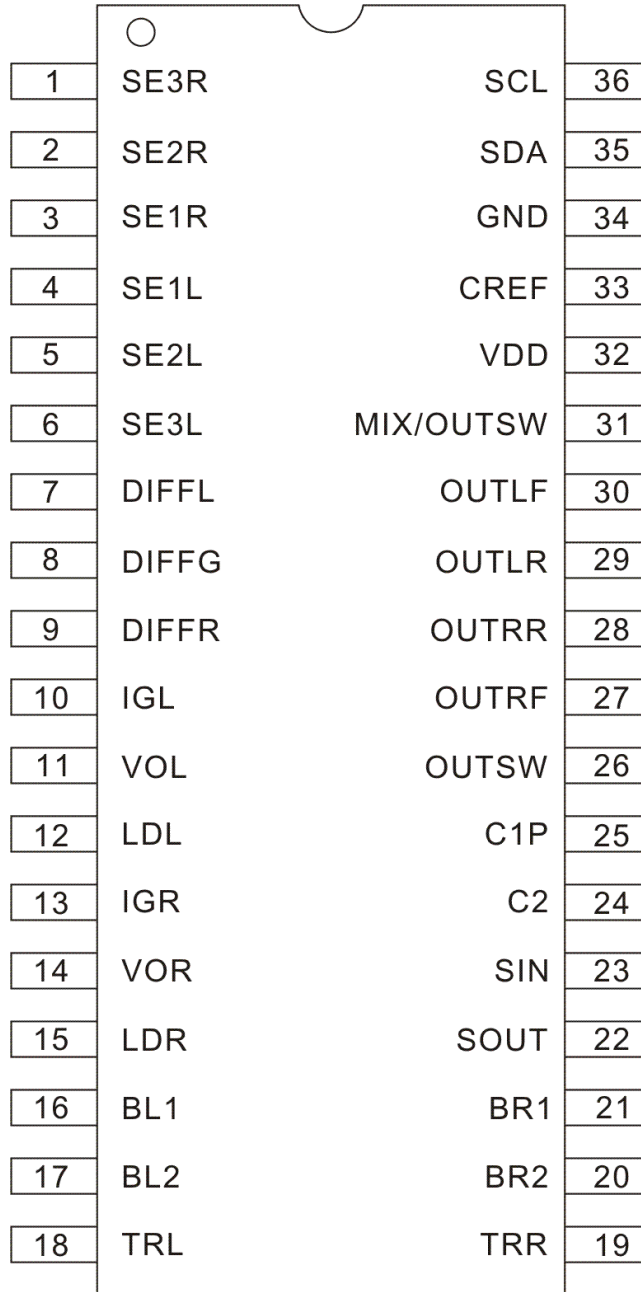 1 SE3R SCL 36
2 SE2R SDA 35
3 SE1R GND 34
4 SE1L CREF 33
5 SE2L VDD 32
6 SE3L MIX/OUTSW 31
7 DIFFL OUTLF 30
8 DIFFG OUTLR 29
9 DIFFR OUTRR 28
10 IGL OUTRF 27
11 VOL OUTSW 26
12 LDL C1P 25
13 IGR C2 24
14 VOR SIN 23
15 LDR SOUT 22
16 BL1 BR1 21
17 BL2 BR2 20
18 TRL TRR 19